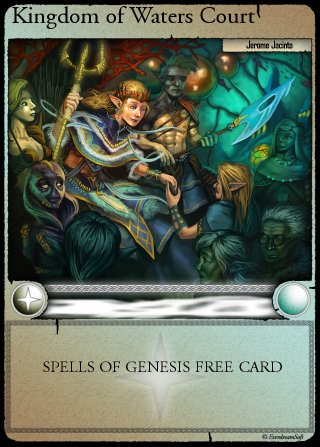 Kingdom of Waters Court
Jerome Jacinto
SPELLS OF GENESIS FREE CARD
© EverdreamSoft